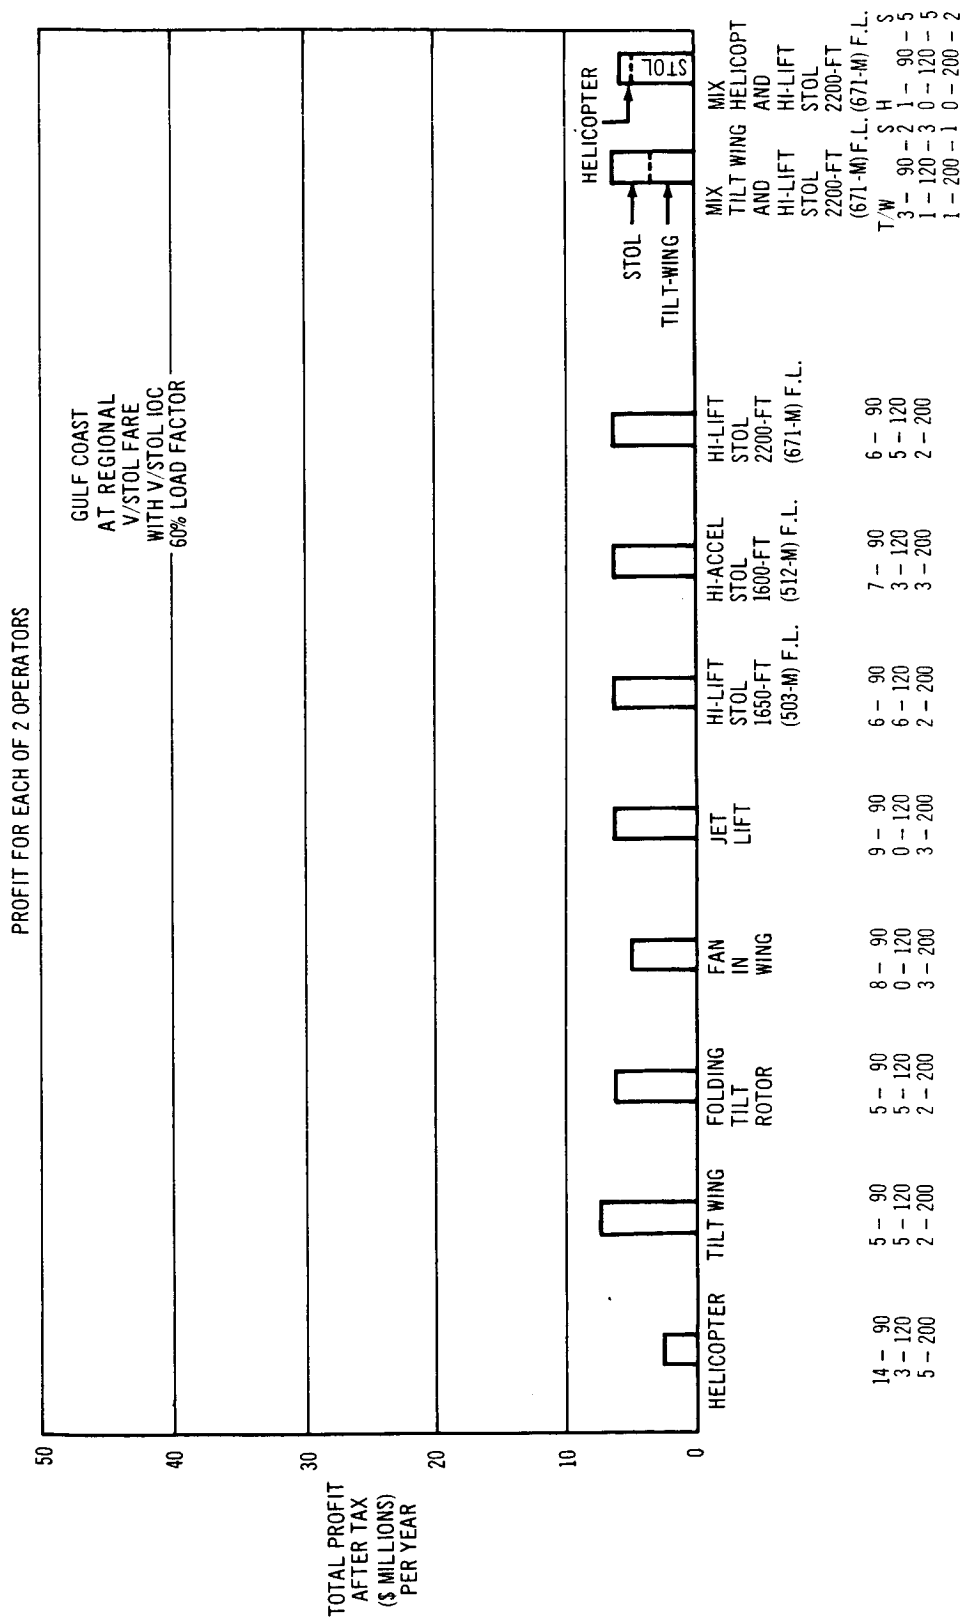 PROFIT FOR EACH OF 2 OPERATORS
GULF COAST
AT REGIONAL
V/STOL FARE
WITH V/STOL IOC
60% LOAD FACTOR
TOTAL PROFIT
AFTER TAX
($ MILLIONS)
PER YEAR
50
40
30
20
10
0
HELICOPTER
14 – 90
3 – 120
5 – 200
TILT WING
5 – 90
5 – 120
2 – 200
FOLDING
TILT
ROTOR
5 – 90
5 – 120
2 – 200
FAN
IN
WING
8 – 90
0 – 120
3 – 200
JET
LIFT
9 – 90
0 – 120
3 – 200
HI-LIFT
STOL
1650-FT
(503-M) F.L.
6 – 90
6 – 120
2 – 200
HI-ACCEL
STOL
1600-FT
(512-M) F.L.
7 – 90
3 – 120
3 – 200
HI-LIFT
STOL
2200-FT
(671-M) F.L.
6 – 90
5 – 120
2 – 200
STOL
TILT-WING
MIX
TILT WING
AND
HI-LIFT
STOL
2200-FT
(671-M) F.L.
T/W S
3 – 90 – 2
1 – 120 – 3
1 – 200 – 1
HELICOPTER
STOL
MIX
HELICOPT
AND
HI-LIFT
STOL
2200-FT
(671-M) F.L.
H S
1 – 90 – 5
0 – 120 – 5
0 – 200 – 2